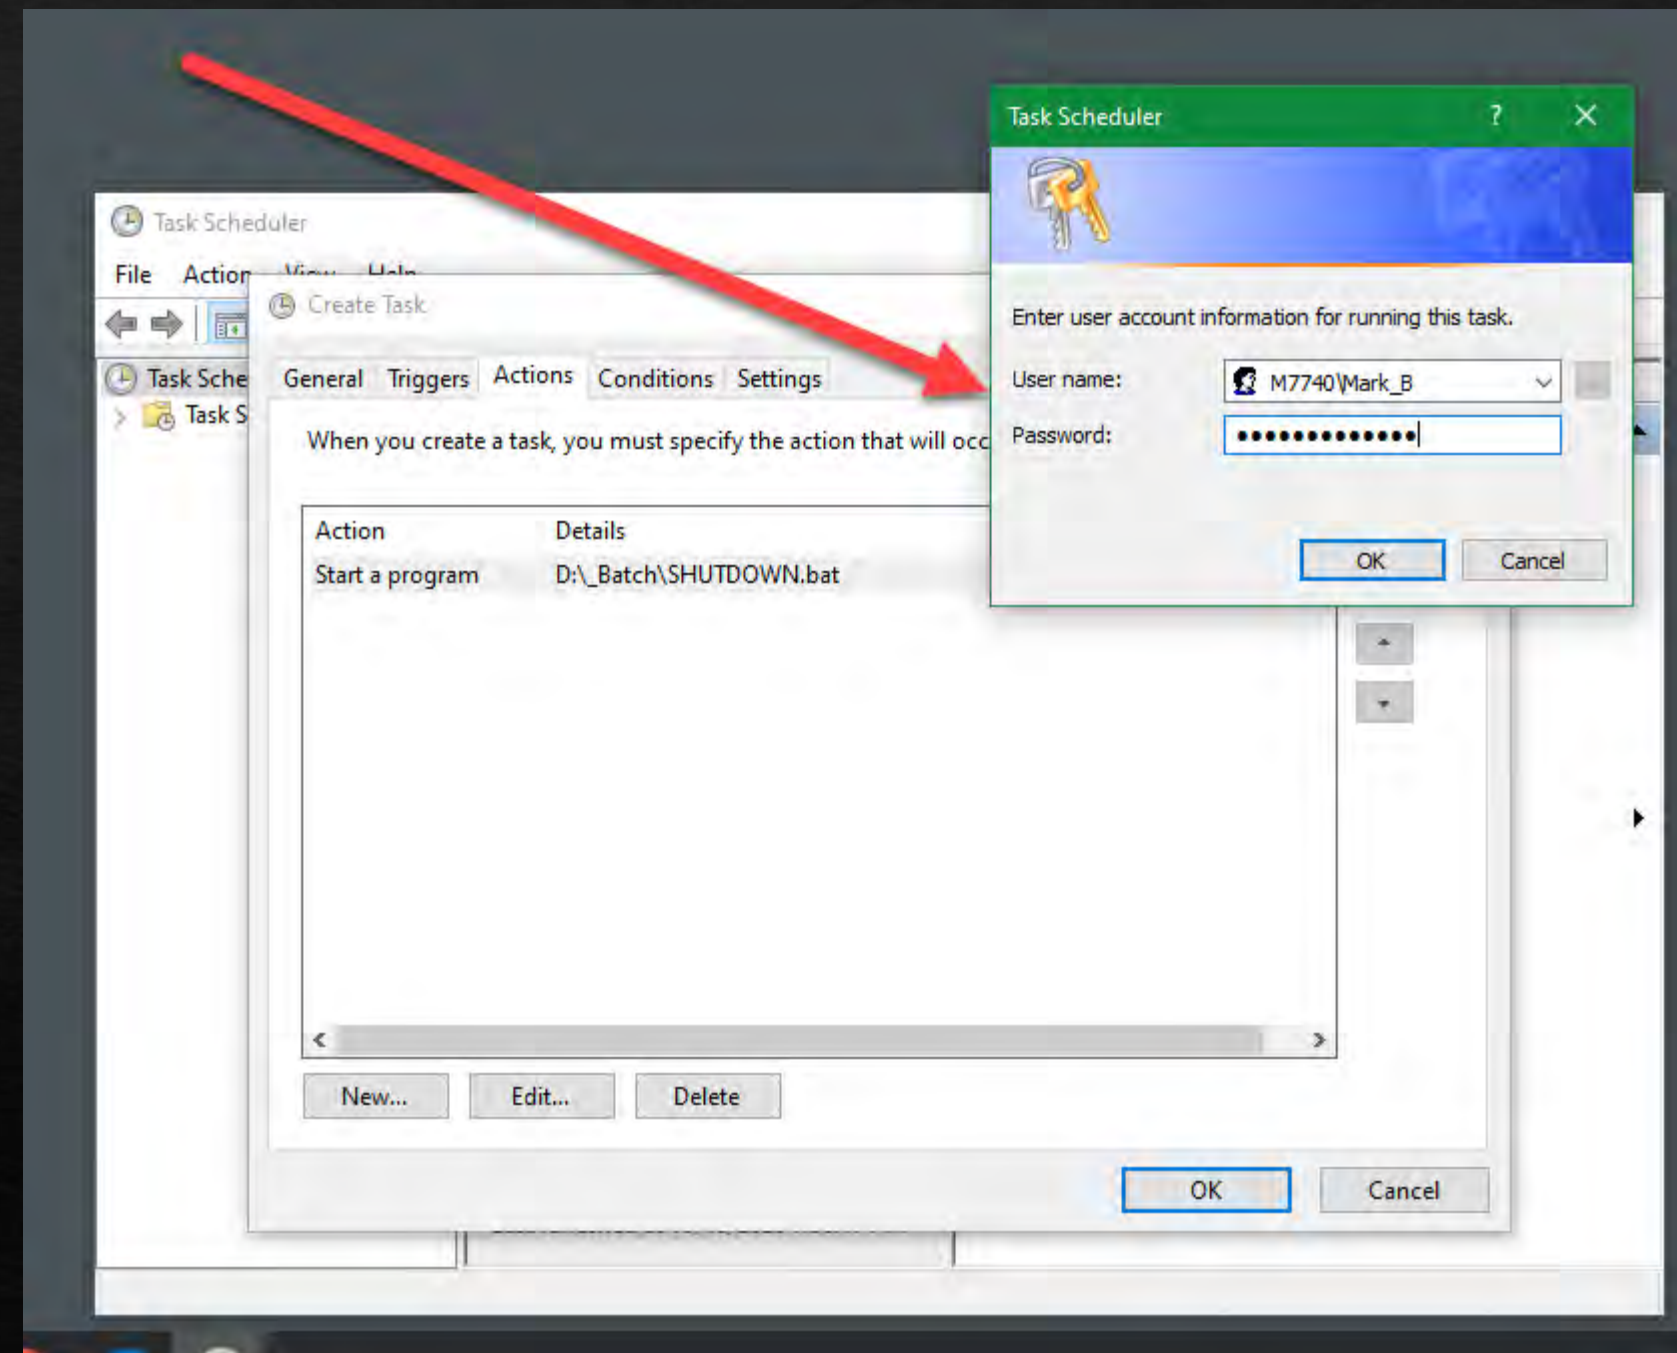 Task Scheduler ?
Task Scheduler
File Action View Help
Create Task
Enter user account information for running this task.
Task Sche
Task S
General Triggers Actions Conditions Settings
User name: M7740\Mark_B
Password: ●●●●●●●●●●●●●
When you create a task, you must specify the action that will occ
Action Details
Start a program D:\_Batch\SHUTDOWN.bat
OK Cancel
New... Edit... Delete
OK Cancel